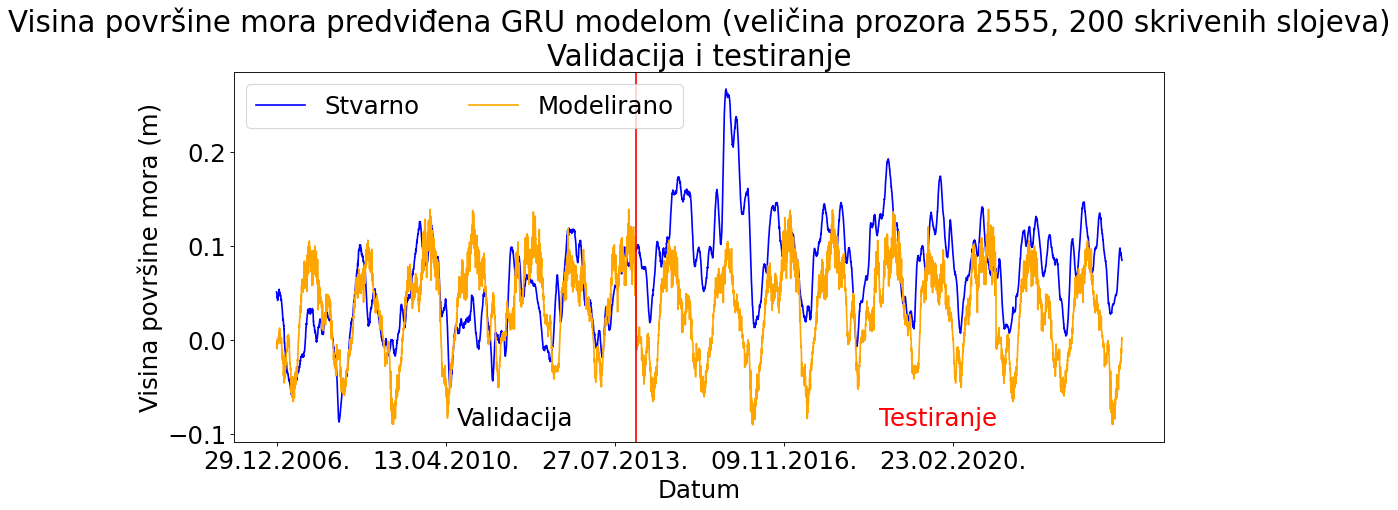 Visina površine mora predviđena GRU modelom (veličina prozora 2555, 200 skrivenih slojeva)
Validacija i testiranje
Stvarno
Modelirano
Visina površine mora (m)
0.2
0.1
0.0
−0.1
Validacija
Testiranje
29.12.2006.
13.04.2010.
27.07.2013.
09.11.2016.
23.02.2020.
Datum